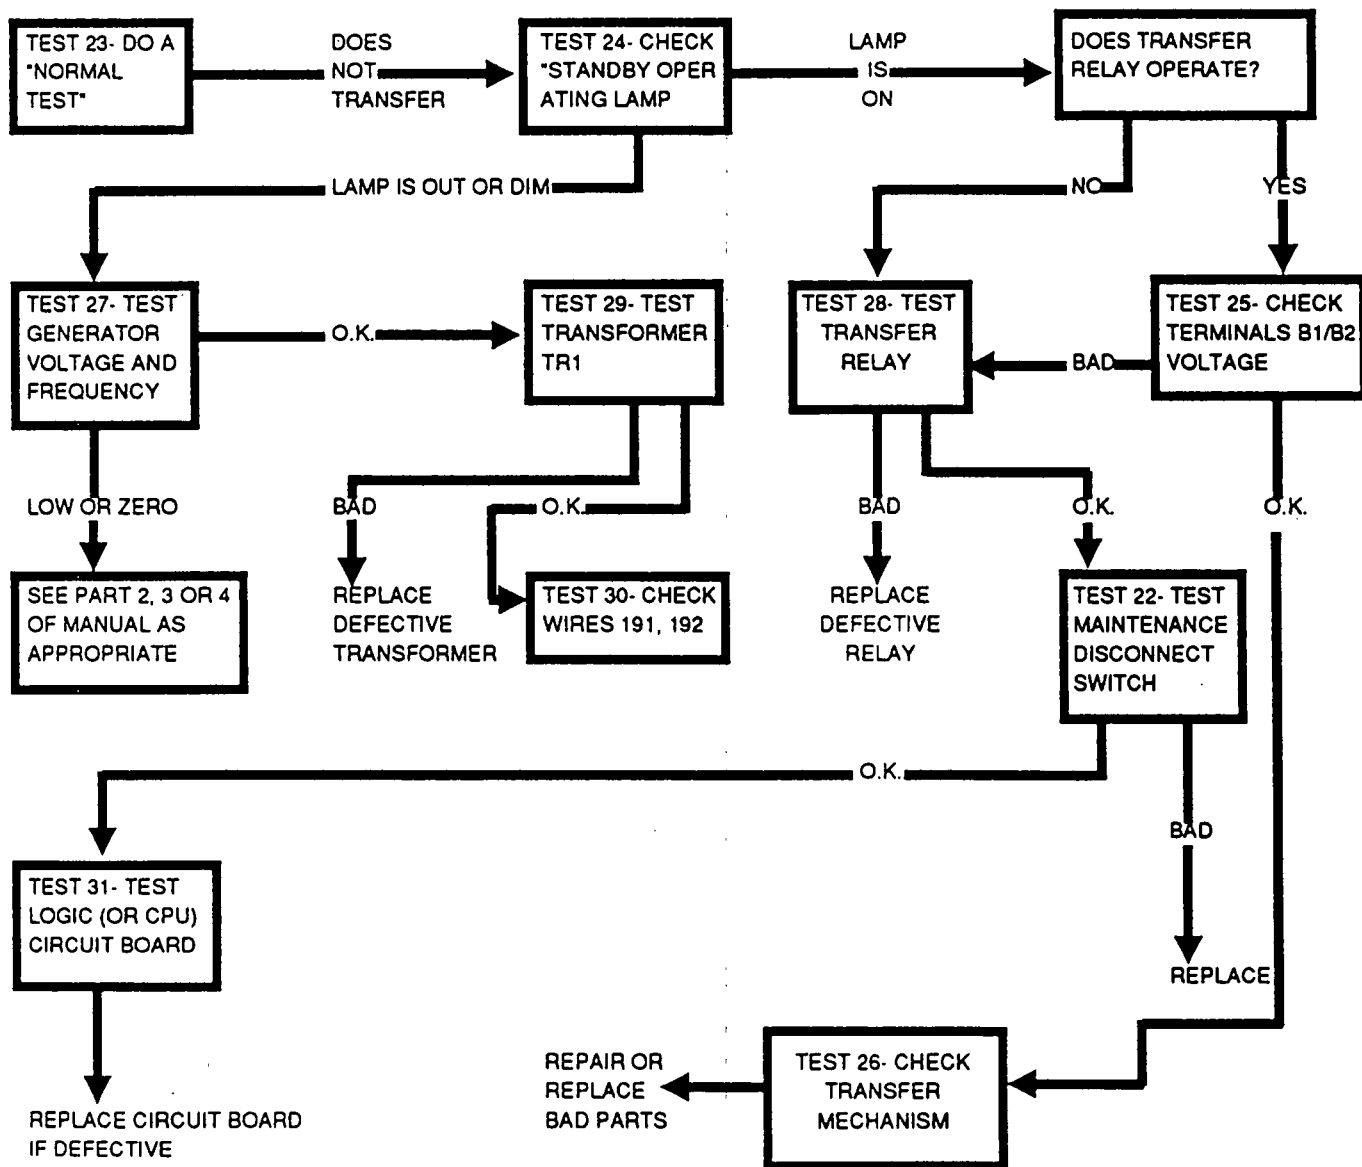 TEST 23- DO A
"NORMAL
TEST"
DOES
NOT
TRANSFER
TEST 24- CHECK
"STANDBY OPER
ATING LAMP
LAMP
IS
ON
DOES TRANSFER
RELAY OPERATE?
LAMP IS OUT OR DIM
NO
YES
TEST 27- TEST
GENERATOR
VOLTAGE AND
FREQUENCY
O.K.
TEST 29- TEST
TRANSFORMER
TR1
TEST 28- TEST
TRANSFER
RELAY
BAD
TEST 25- CHECK
TERMINALS B1/B2
VOLTAGE
LOW OR ZERO
BAD
O.K.
BAD
O.K.
O.K.
SEE PART 2, 3 OR 4
OF MANUAL AS
APPROPRIATE
REPLACE
DEFECTIVE
TRANSFORMER
TEST 30- CHECK
WIRES 191, 192
REPLACE
DEFECTIVE
RELAY
TEST 22- TEST
MAINTENANCE
DISCONNECT
SWITCH
O.K.
BAD
TEST 31- TEST
LOGIC (OR CPU)
CIRCUIT BOARD
REPLACE
REPAIR OR
REPLACE
BAD PARTS
TEST 26- CHECK
TRANSFER
MECHANISM
REPLACE CIRCUIT BOARD
IF DEFECTIVE